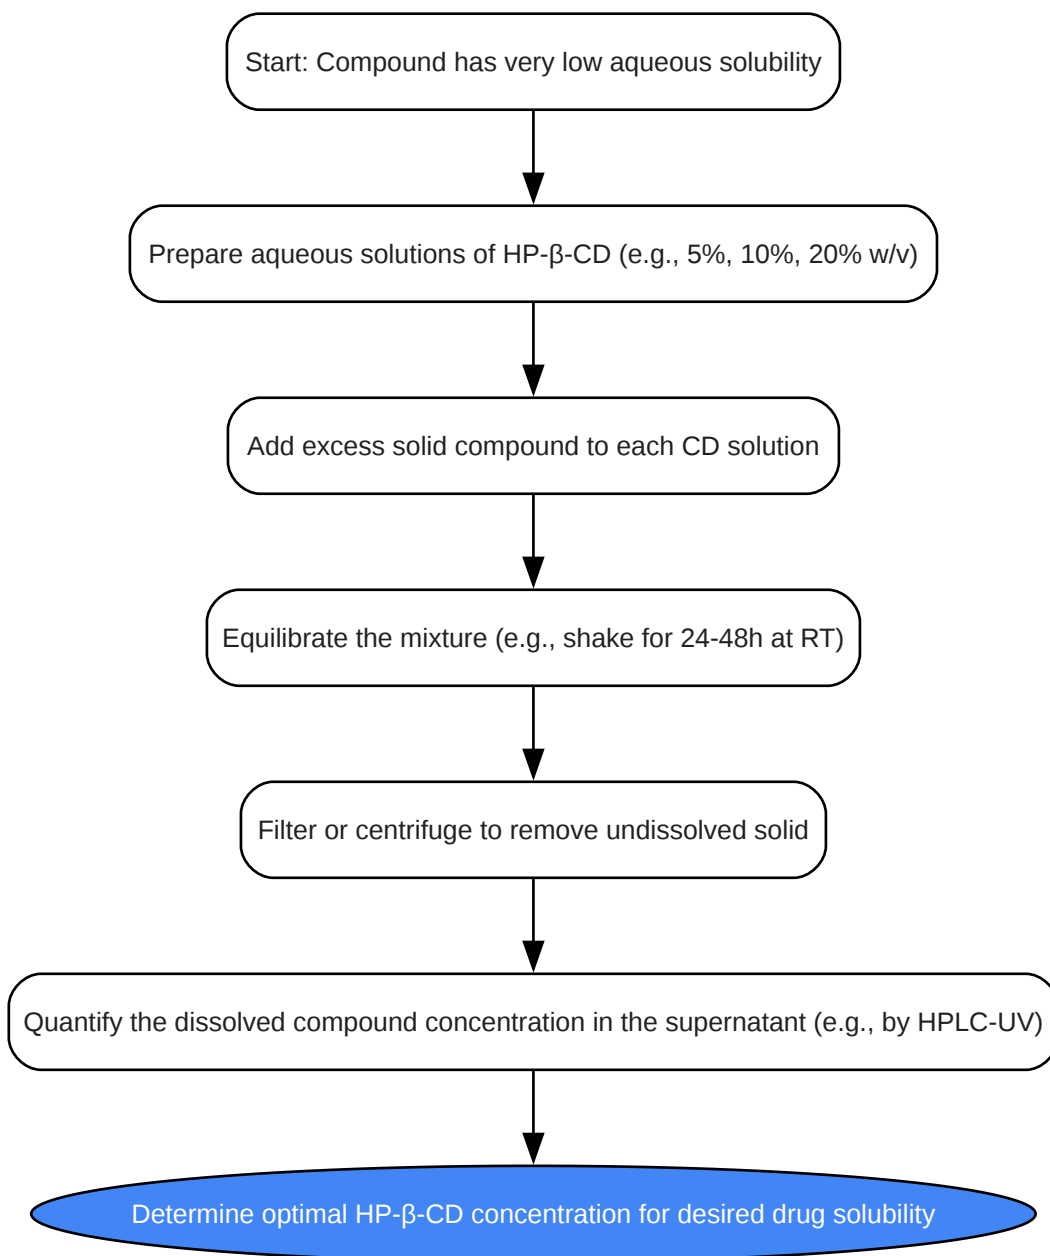 Start: Compound has very low aqueous solubility
Prepare aqueous solutions of HP-β-CD (e.g., 5%, 10%, 20% w/v)
Add excess solid compound to each CD solution
Equilibrate the mixture (e.g., shake for 24-48h at RT)
Filter or centrifuge to remove undissolved solid
Quantify the dissolved compound concentration in the supernatant (e.g., by HPLC-UV)
Determine optimal HP-β-CD concentration for desired drug solubility